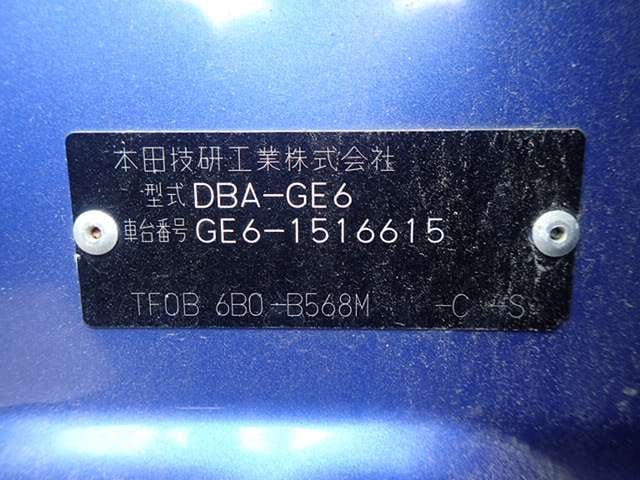 本田技研工業株式会社
型式 DBA-GE6
車台番号 GE6-1516615
TF0B 6B0-B568M -C -S